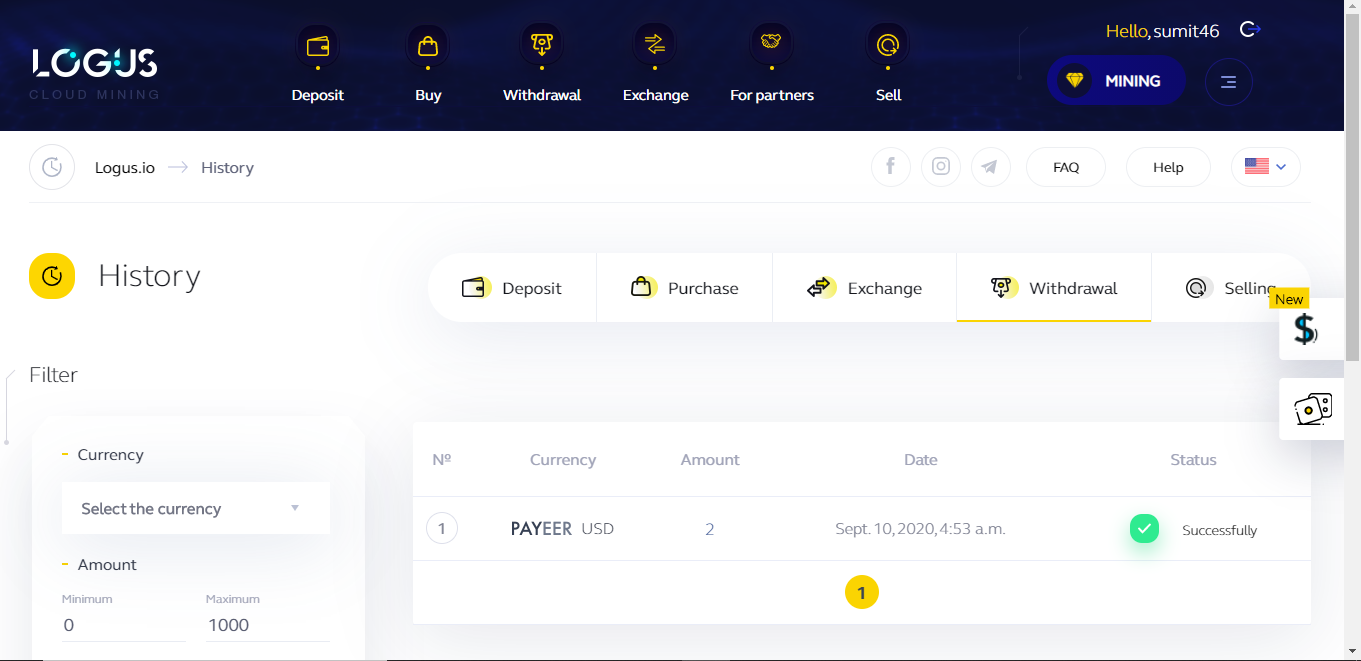 Hello, sumit46
LOGUS
CLOUD MINING
Deposit
Buy
Withdrawal
Exchange
For partners
Sell
MINING
Logus.io
History
f
FAQ
Help
History
Deposit
Purchase
Exchange
Withdrawal
Selling
New
$
Filter
Currency
Select the currency
Amount
Minimum
Maximum
0
1000
Nº Currency Amount Date Status
1 PAYEER USD 2 Sept. 10, 2020, 4:53 a.m. Successfully
1